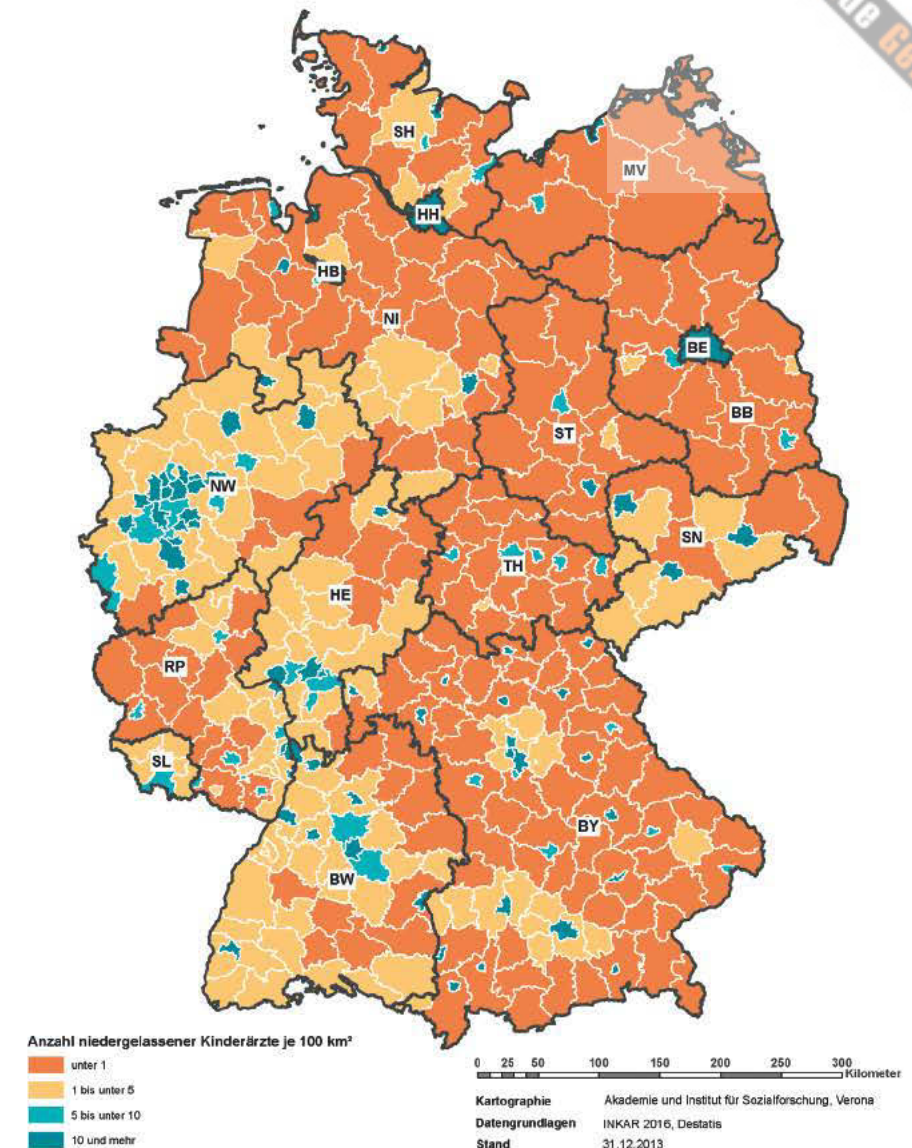 de Ge
SH
MV
HH
HB
NI
BE
BB
ST
NW
SN
TH
HE
RP
SL
BY
BW
Anzahl niedergelassener Kinderärzte je 100 km²
unter 1
1 bis unter 5
5 bis unter 10
10 und mehr
0 25 50 100 150 200 250 300
Kilometer
Kartographie Akademie und Institut für Sozialforschung, Verona
Datengrundlagen INKAR 2016, Destatis
Stand 31.12.2013